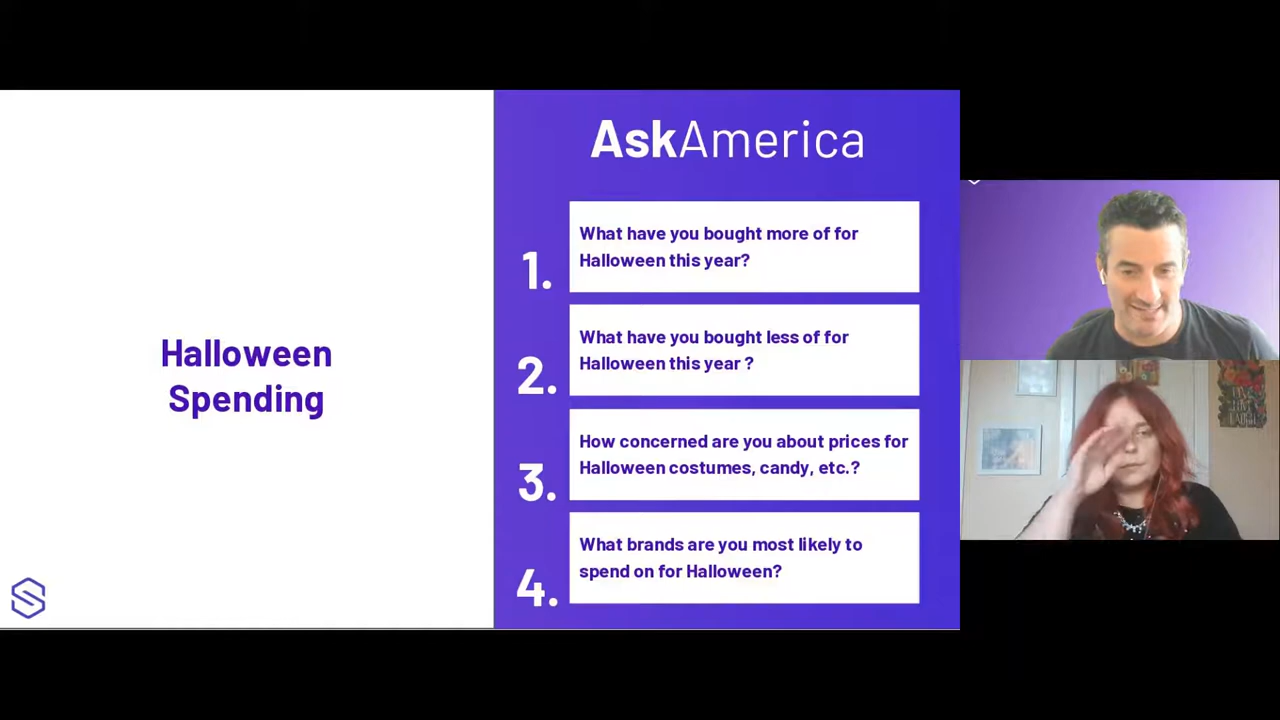 Halloween
Spending
AskAmerica
1.
What have you bought more of for
Halloween this year?
2.
What have you bought less of for
Halloween this year ?
3.
How concerned are you about prices for
Halloween costumes, candy, etc.?
4.
What brands are you most likely to
spend on for Halloween?